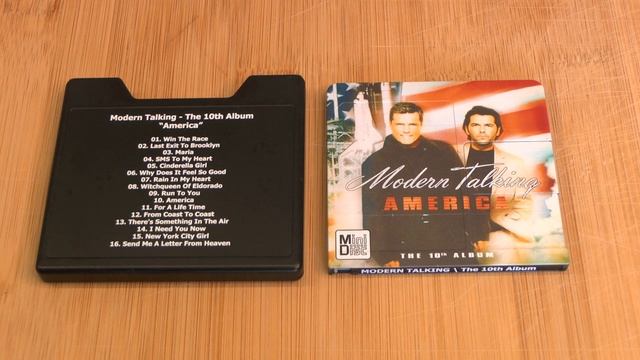 Modern Talking - The 10th Album
"America"
01. Win The Race
02. Last Exit To Brooklyn
03. Maria
04. SMS To My Heart
05. Cinderella Girl
06. Why Does It Feel So Good
07. Rain In My Heart
08. Witchqueen Of Eldorado
09. Run To You
10. America
11. For A Life Time
12. From Coast To Coast
13. There's Something In The Air
14. I Need You Now
15. New York City Girl
16. Send Me A Letter From Heaven
Modern Talking
AMERICA
Mini
Disc
THE 10th ALBUM
MODERN TALKING \ The 10th Album